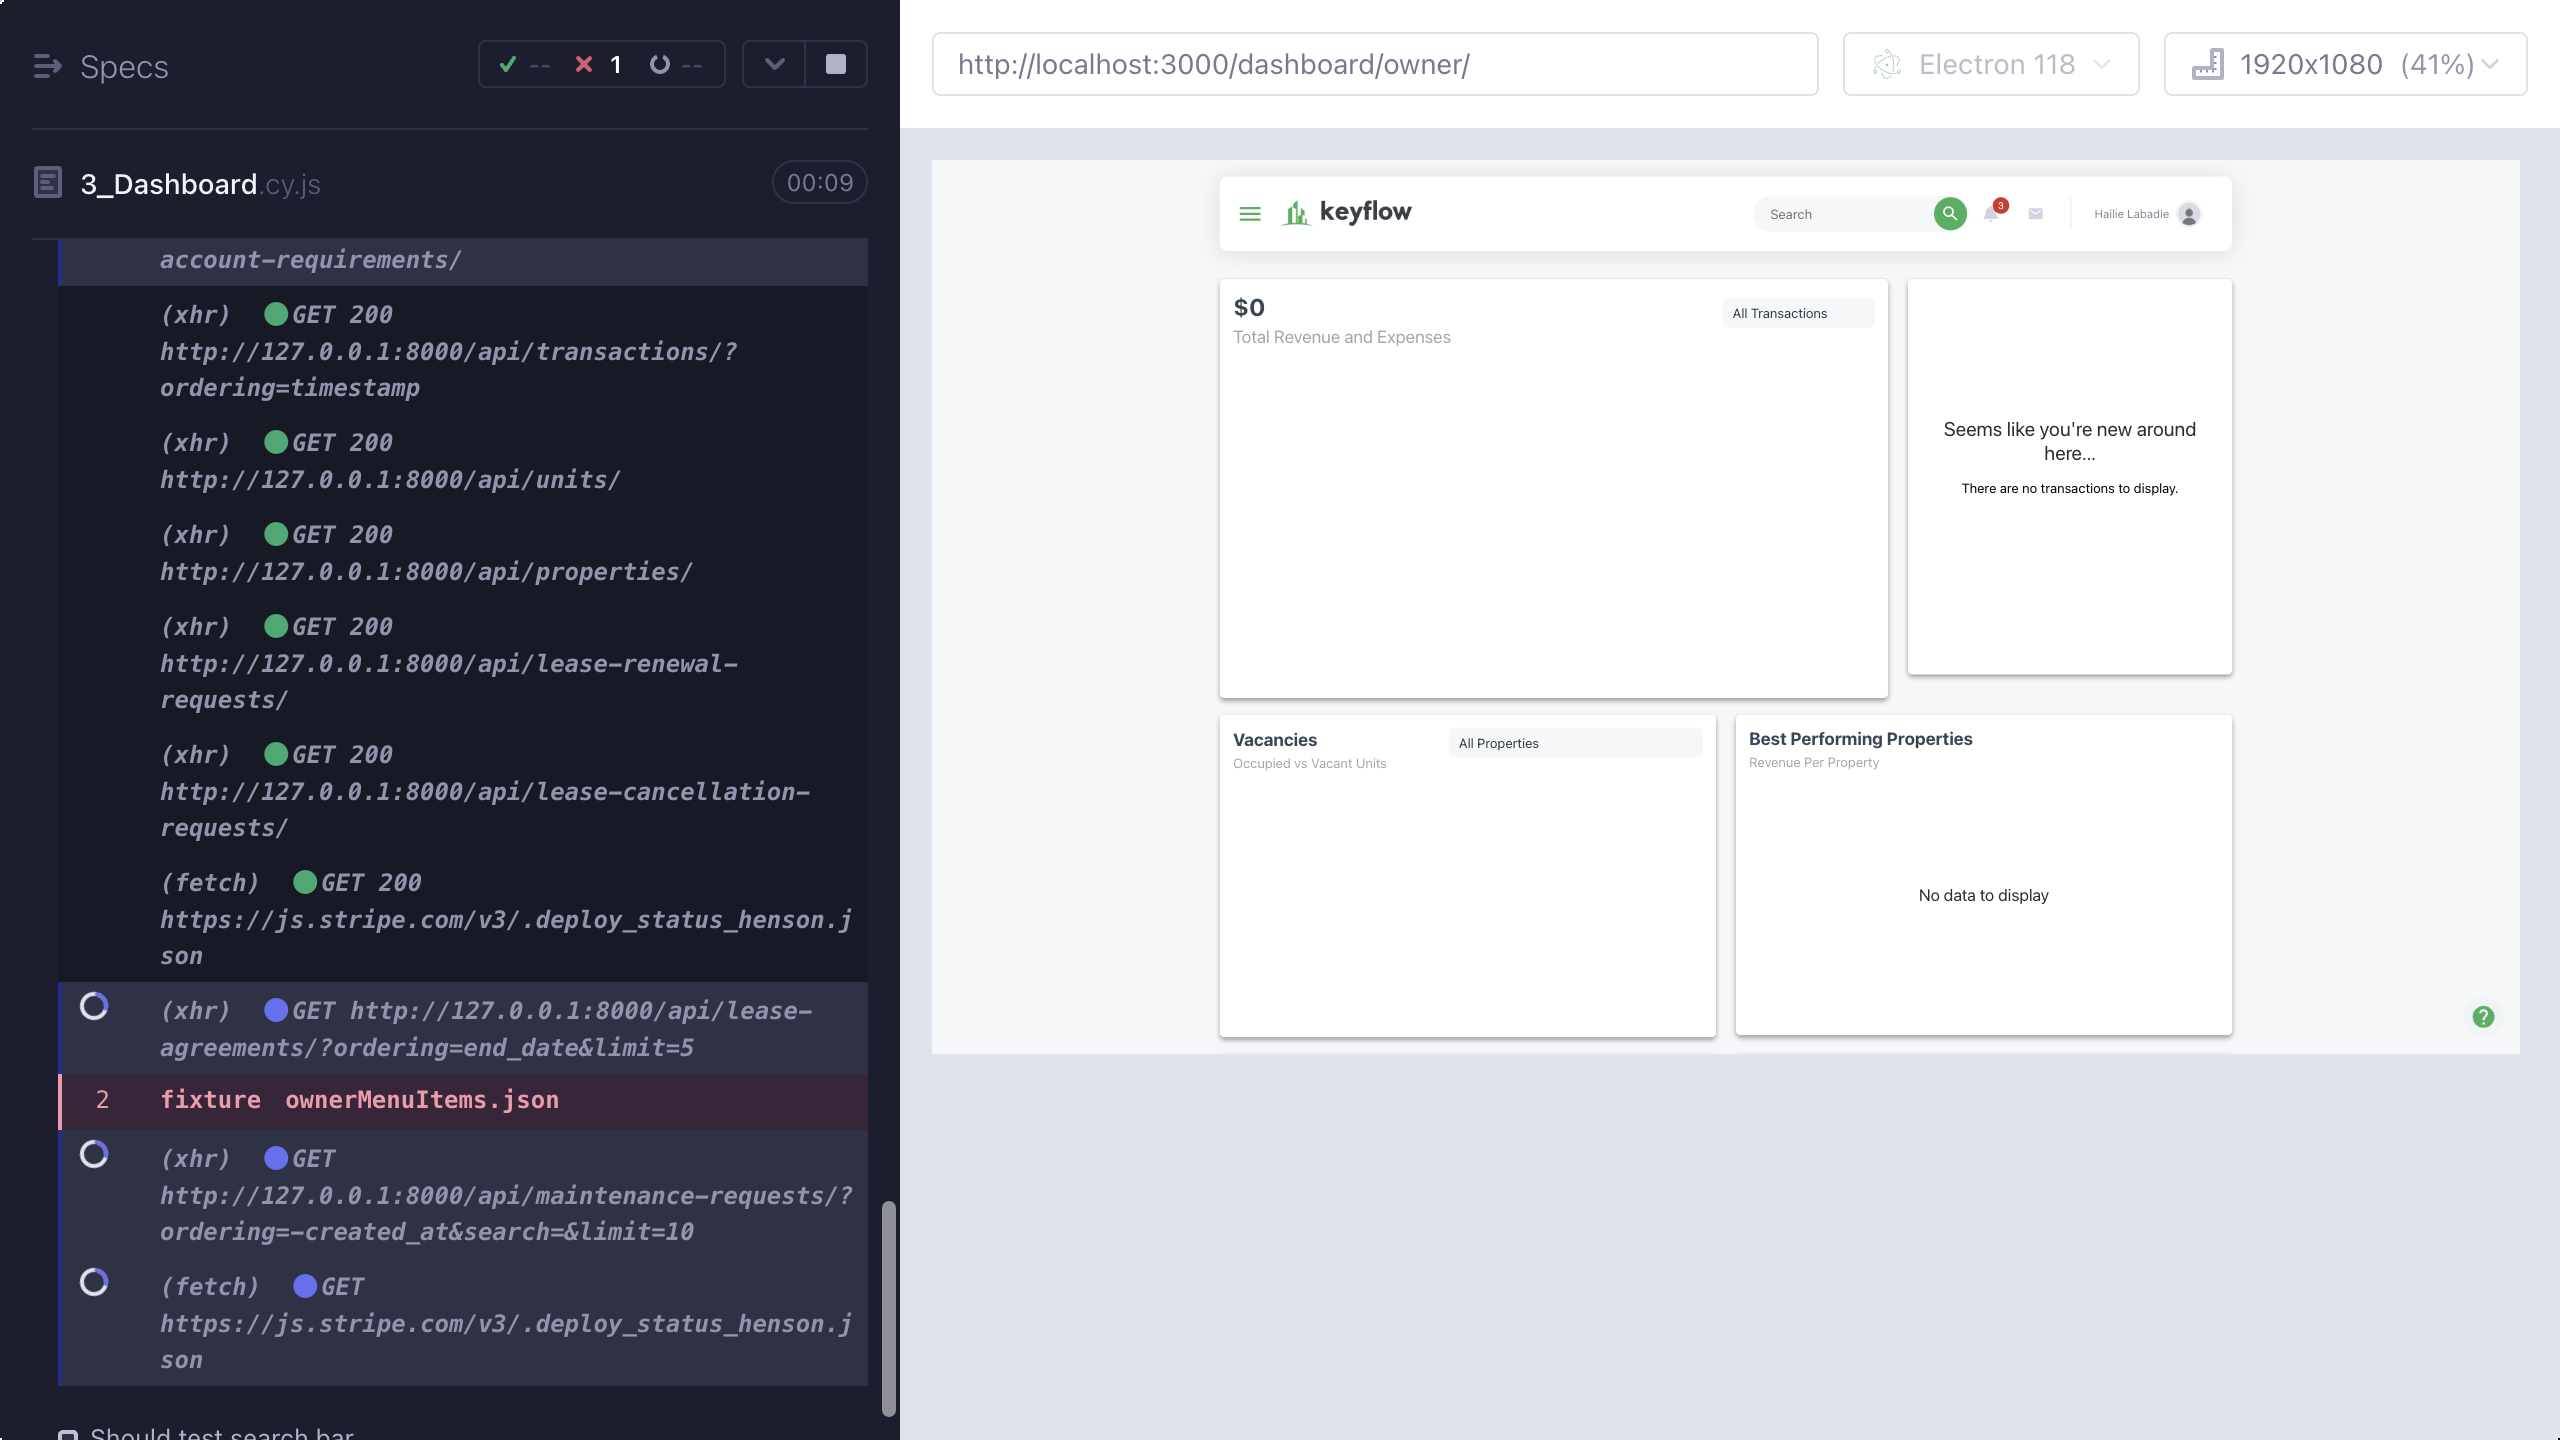 Specs
-- 1 --
3_Dashboard.cy.js
00:09
account-requirements/
(xhr) GET 200
http://127.0.0.1:8000/api/transactions/?
ordering=timestamp
(xhr) GET 200
http://127.0.0.1:8000/api/units/
(xhr) GET 200
http://127.0.0.1:8000/api/properties/
(xhr) GET 200
http://127.0.0.1:8000/api/lease-renewal-
requests/
(xhr) GET 200
http://127.0.0.1:8000/api/lease-cancellation-
requests/
(fetch) GET 200
https://js.stripe.com/v3/.deploy_status_henson.j
son
(xhr) GET http://127.0.0.1:8000/api/lease-
agreements/?ordering=end_date&limit=5
2 fixture ownerMenuItems.json
(xhr) GET
http://127.0.0.1:8000/api/maintenance-requests/?
ordering=-created_at&search=&limit=10
(fetch) GET
https://js.stripe.com/v3/.deploy_status_henson.j
son
Should test search bar
http://localhost:3000/dashboard/owner/
Electron 118
1920x1080 (41%)
keyflow
Search
3
Hailie Labadie
$0
Total Revenue and Expenses
All Transactions
Seems like you're new around
here...
There are no transactions to display.
Vacancies
Occupied vs Vacant Units
All Properties
Best Performing Properties
Revenue Per Property
No data to display
?